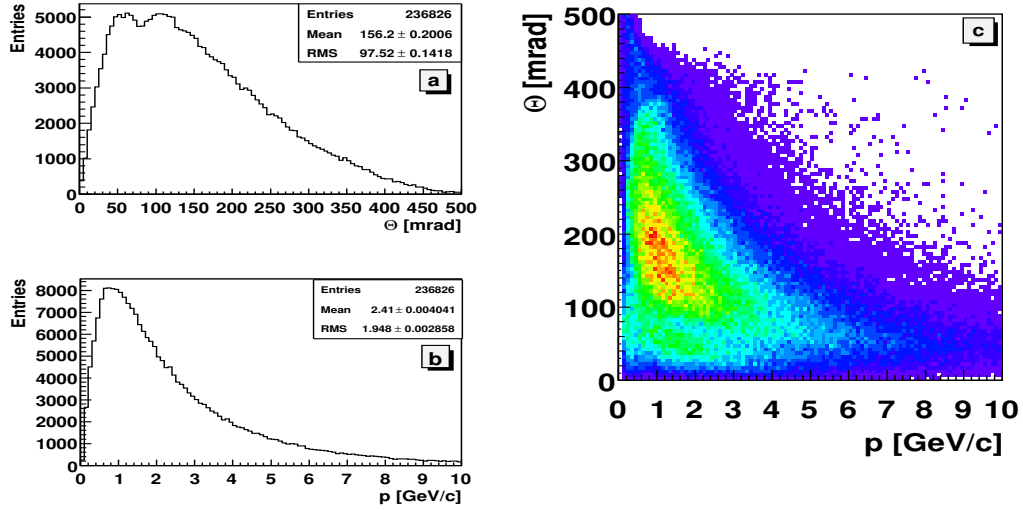 Entries 236826
Mean 156.2 ± 0.2006
RMS 97.52 ± 0.1418
a
Entries
5000
4000
3000
2000
1000
0
0 50 100 150 200 250 300 350 400 450 500
Θ [mrad]
Entries 236826
Mean 2.41 ± 0.004041
RMS 1.948 ± 0.002858
b
Entries
8000
7000
6000
5000
4000
3000
2000
1000
0
0 1 2 3 4 5 6 7 8 9 10
p [GeV/c]
c
Θ [mrad]
500
400
300
200
100
0
0 1 2 3 4 5 6 7 8 9 10
p [GeV/c]